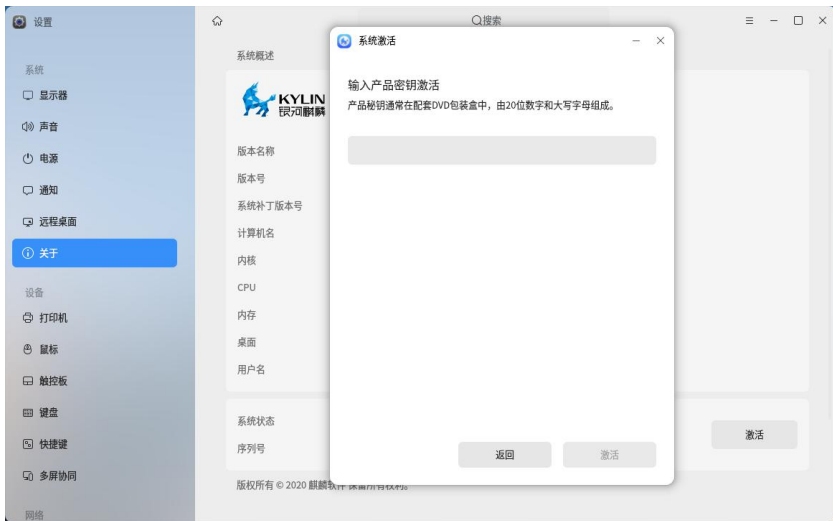 设置
搜索
系统
显示器
声音
电源
通知
远程桌面
关于
设备
打印机
鼠标
触控板
键盘
快捷键
多屏协同
网络
系统概述
KYLIN
银河麒麟
版本名称
版本号
系统补丁版本号
计算机名
内核
CPU
内存
桌面
用户名
系统状态
序列号
激活
版权所有 © 2020 麒麟软件 保留所有权利。
系统激活
输入产品密钥激活
产品秘钥通常在配套DVD包装盒中，由20位数字和大写字母组成。
返回
激活